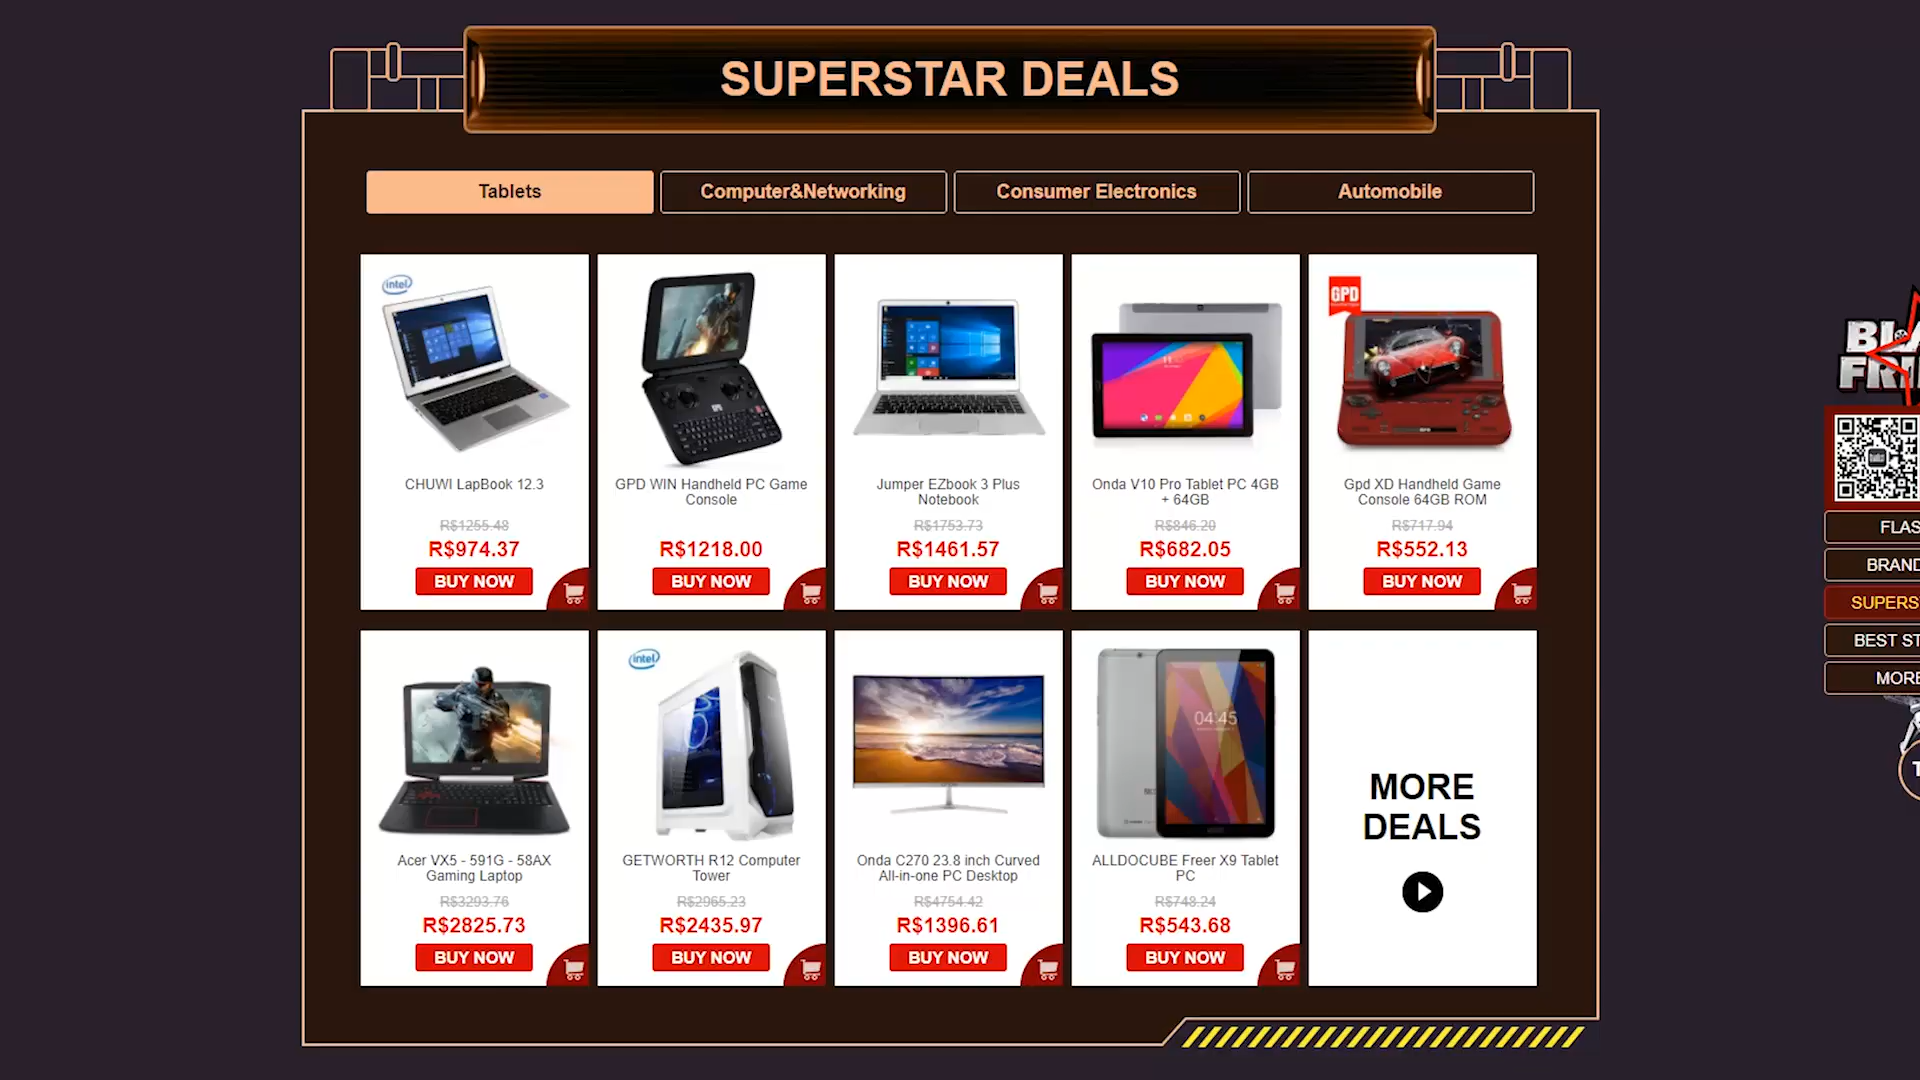 SUPERSTAR DEALS
Tablets
Computer&Networking
Consumer Electronics
Automobile
intel
CHUWI LapBook 12.3
R$1255.48
R$974.37
BUY NOW
GPD WIN Handheld PC Game
Console
R$1218.00
BUY NOW
Jumper EZbook 3 Plus
Notebook
R$1753.73
R$1461.57
BUY NOW
Onda V10 Pro Tablet PC 4GB
+ 64GB
R$846.20
R$682.05
BUY NOW
GPD
Gpd XD Handheld Game
Console 64GB ROM
R$717.94
R$552.13
BUY NOW
Acer VX5 - 591G - 58AX
Gaming Laptop
R$3293.76
R$2825.73
BUY NOW
intel
GETWORTH R12 Computer
Tower
R$2965.23
R$2435.97
BUY NOW
Onda C270 23.8 inch Curved
All-in-one PC Desktop
R$4754.42
R$1396.61
BUY NOW
04:45
ALLDOCUBE Freer X9 Tablet
PC
R$748.24
R$543.68
BUY NOW
MORE
DEALS
BLA
FRI
FLAS
BRAND
SUPERS
BEST ST
MORE